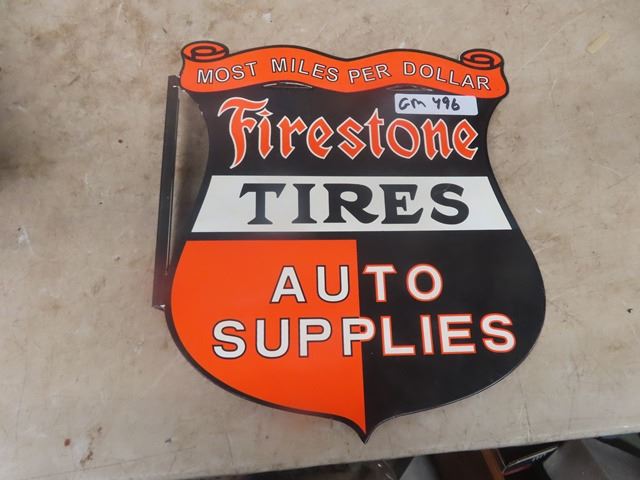 MOST MILES PER DOLLAR
GM 496
Firestone
TIRES
AUTO
SUPPLIES